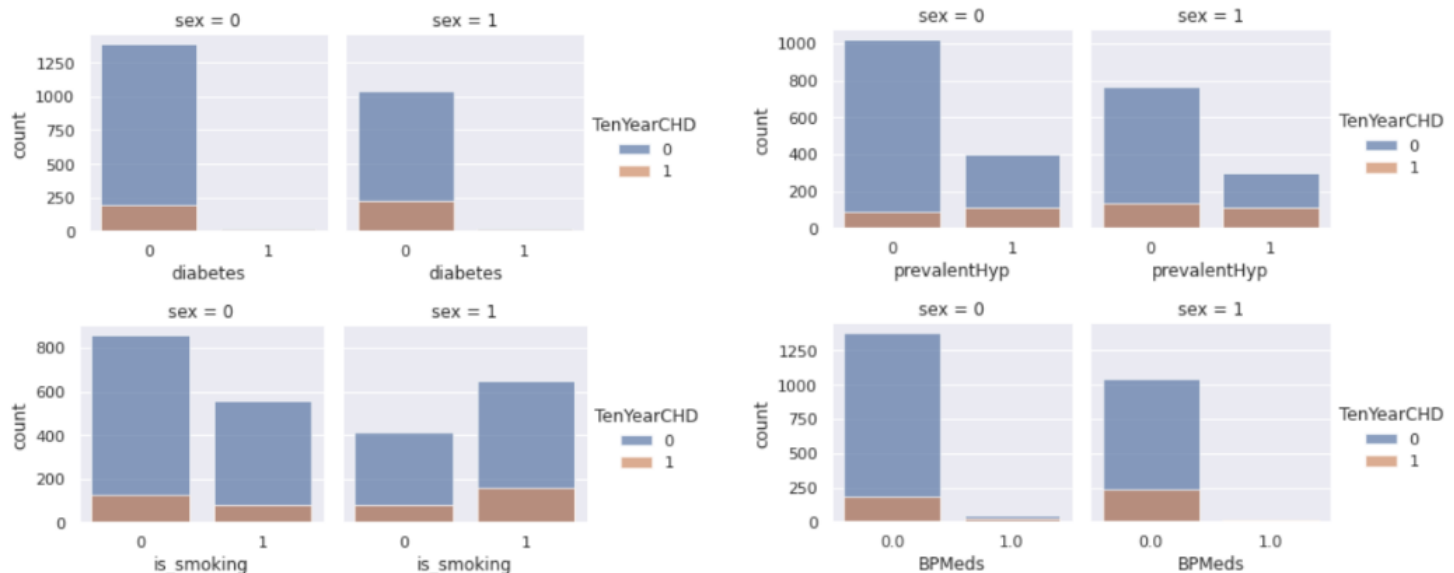 sex = 0
sex = 1
count
1250
1000
750
500
250
0
0
1
diabetes
0
1
diabetes
TenYearCHD
0
1
sex = 0
sex = 1
count
1000
800
600
400
200
0
0
1
prevalentHyp
0
1
prevalentHyp
TenYearCHD
0
1
sex = 0
sex = 1
count
800
600
400
200
0
0
1
is_smoking
0
1
is_smoking
TenYearCHD
0
1
sex = 0
sex = 1
count
1250
1000
750
500
250
0
0.0
1.0
BPMeds
0.0
1.0
BPMeds
TenYearCHD
0
1